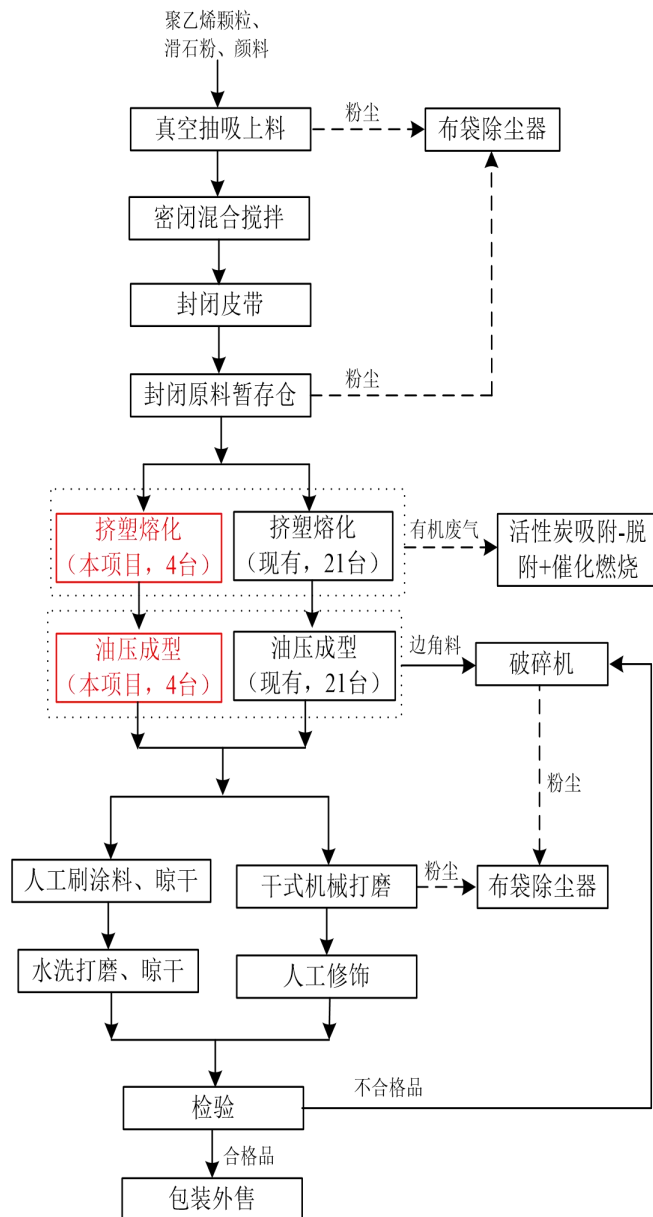 聚乙烯颗粒、
滑石粉、颜料
真空抽吸上料
粉尘
布袋除尘器
密闭混合搅拌
封闭皮带
封闭原料暂存仓
粉尘
挤塑熔化
（本项目，4台）
挤塑熔化
（现有，21台）
有机废气
活性炭吸附-脱
附+催化燃烧
油压成型
（本项目，4台）
油压成型
（现有，21台）
边角料
破碎机
粉尘
人工刷涂料、晾干
干式机械打磨
粉尘
布袋除尘器
水洗打磨、晾干
人工修饰
检验
不合格品
合格品
包装外售